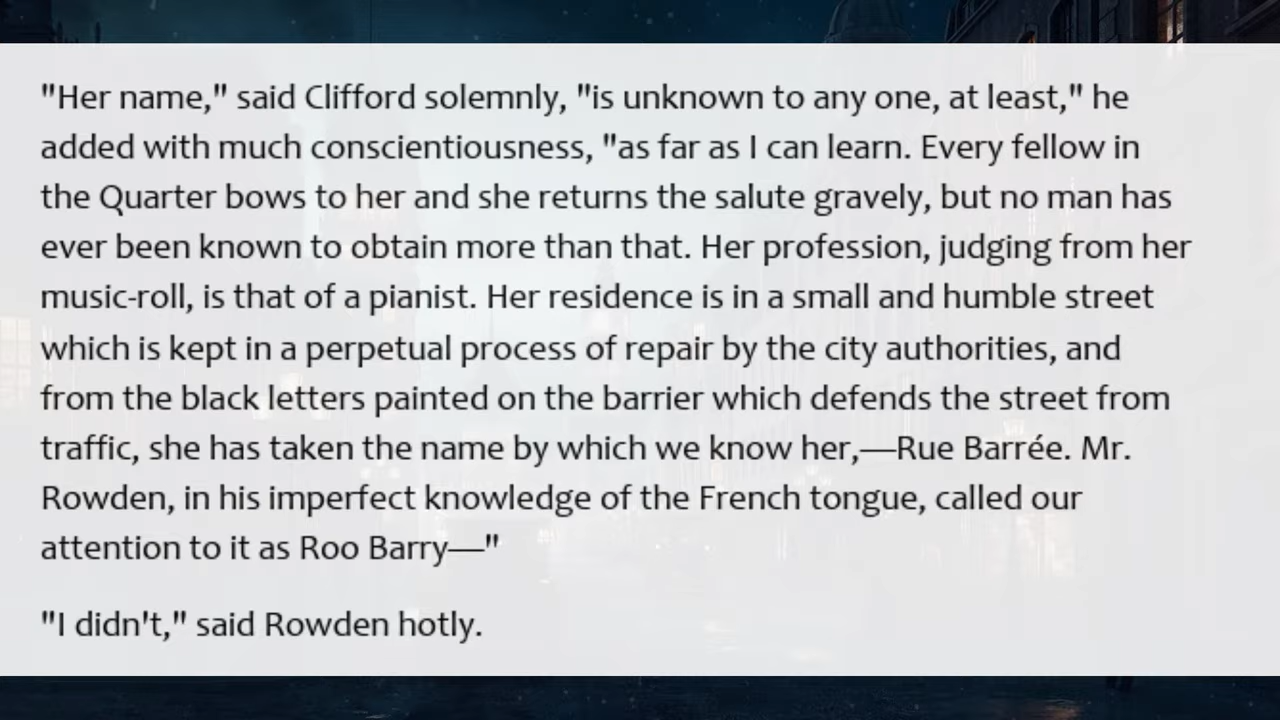 "Her name," said Clifford solemnly, "is unknown to any one, at least," he
added with much conscientiousness, "as far as I can learn. Every fellow in
the Quarter bows to her and she returns the salute gravely, but no man has
ever been known to obtain more than that. Her profession, judging from her
music-roll, is that of a pianist. Her residence is in a small and humble street
which is kept in a perpetual process of repair by the city authorities, and
from the black letters painted on the barrier which defends the street from
traffic, she has taken the name by which we know her,—Rue Barrée. Mr.
Rowden, in his imperfect knowledge of the French tongue, called our
attention to it as Roo Barry—"
"I didn't," said Rowden hotly.